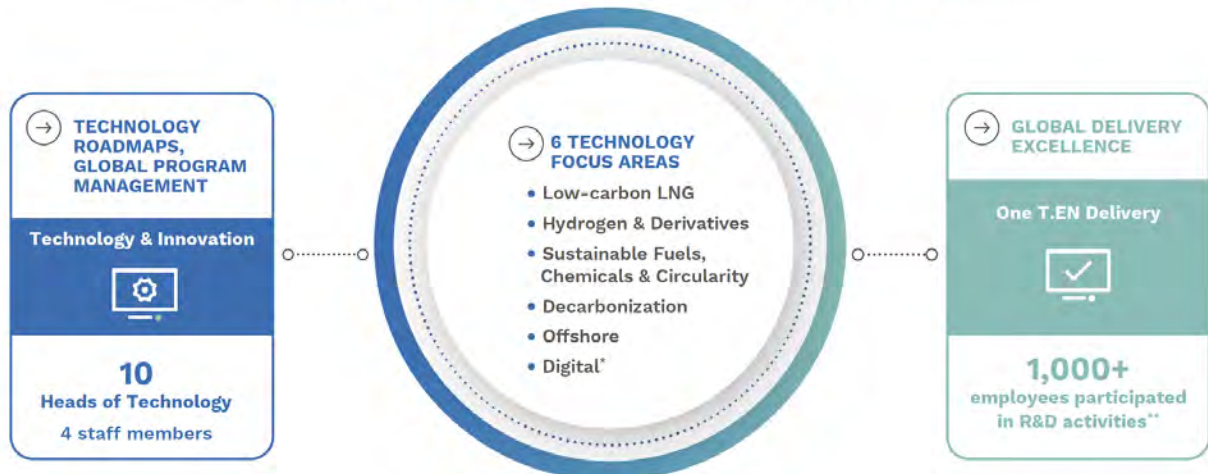 TECHNOLOGY
ROADMAPS,
GLOBAL PROGRAM
MANAGEMENT
Technology & Innovation
10
Heads of Technology
4 staff members
6 TECHNOLOGY
FOCUS AREAS
• Low-carbon LNG
• Hydrogen & Derivatives
• Sustainable Fuels,
Chemicals & Circularity
• Decarbonization
• Offshore
• Digital*
GLOBAL DELIVERY
EXCELLENCE
One T.EN Delivery
1,000+
employees participated
in R&D activities**